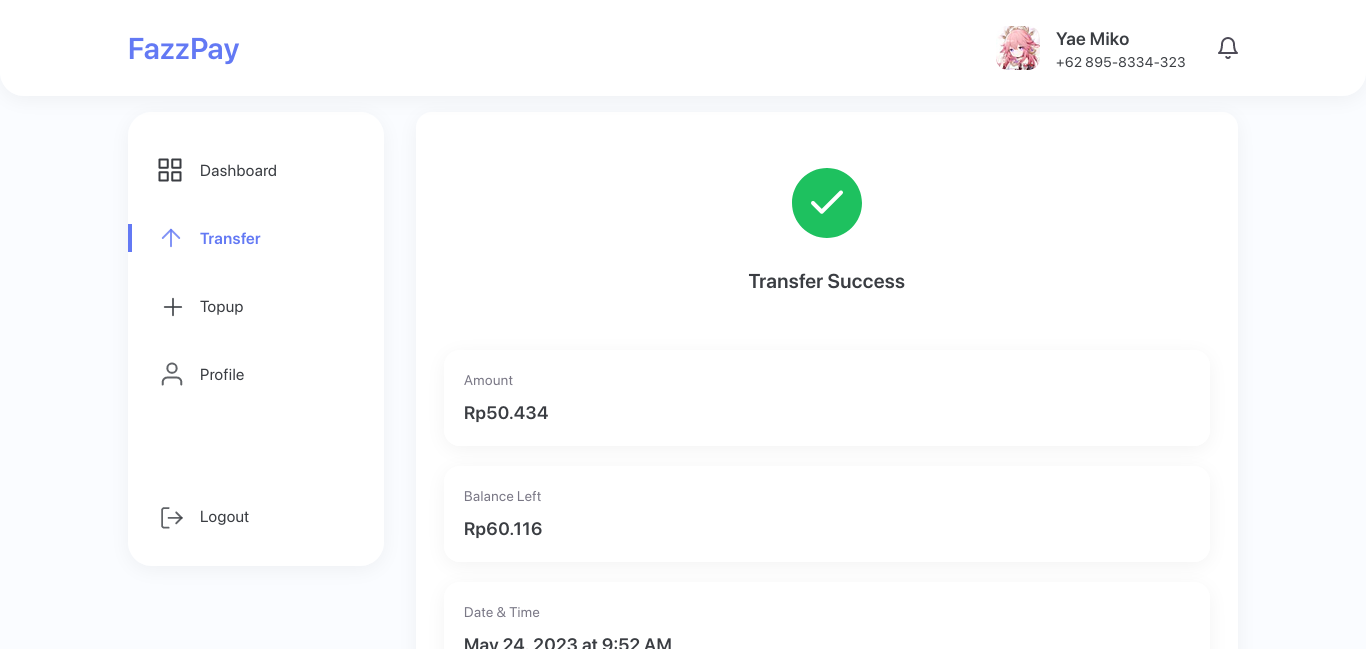 FazzPay
Yae Miko
+62 895-8334-323
Dashboard
Transfer
Topup
Profile
Logout
Transfer Success
Amount
Rp50.434
Balance Left
Rp60.116
Date & Time
May 24, 2023 at 9:52 AM